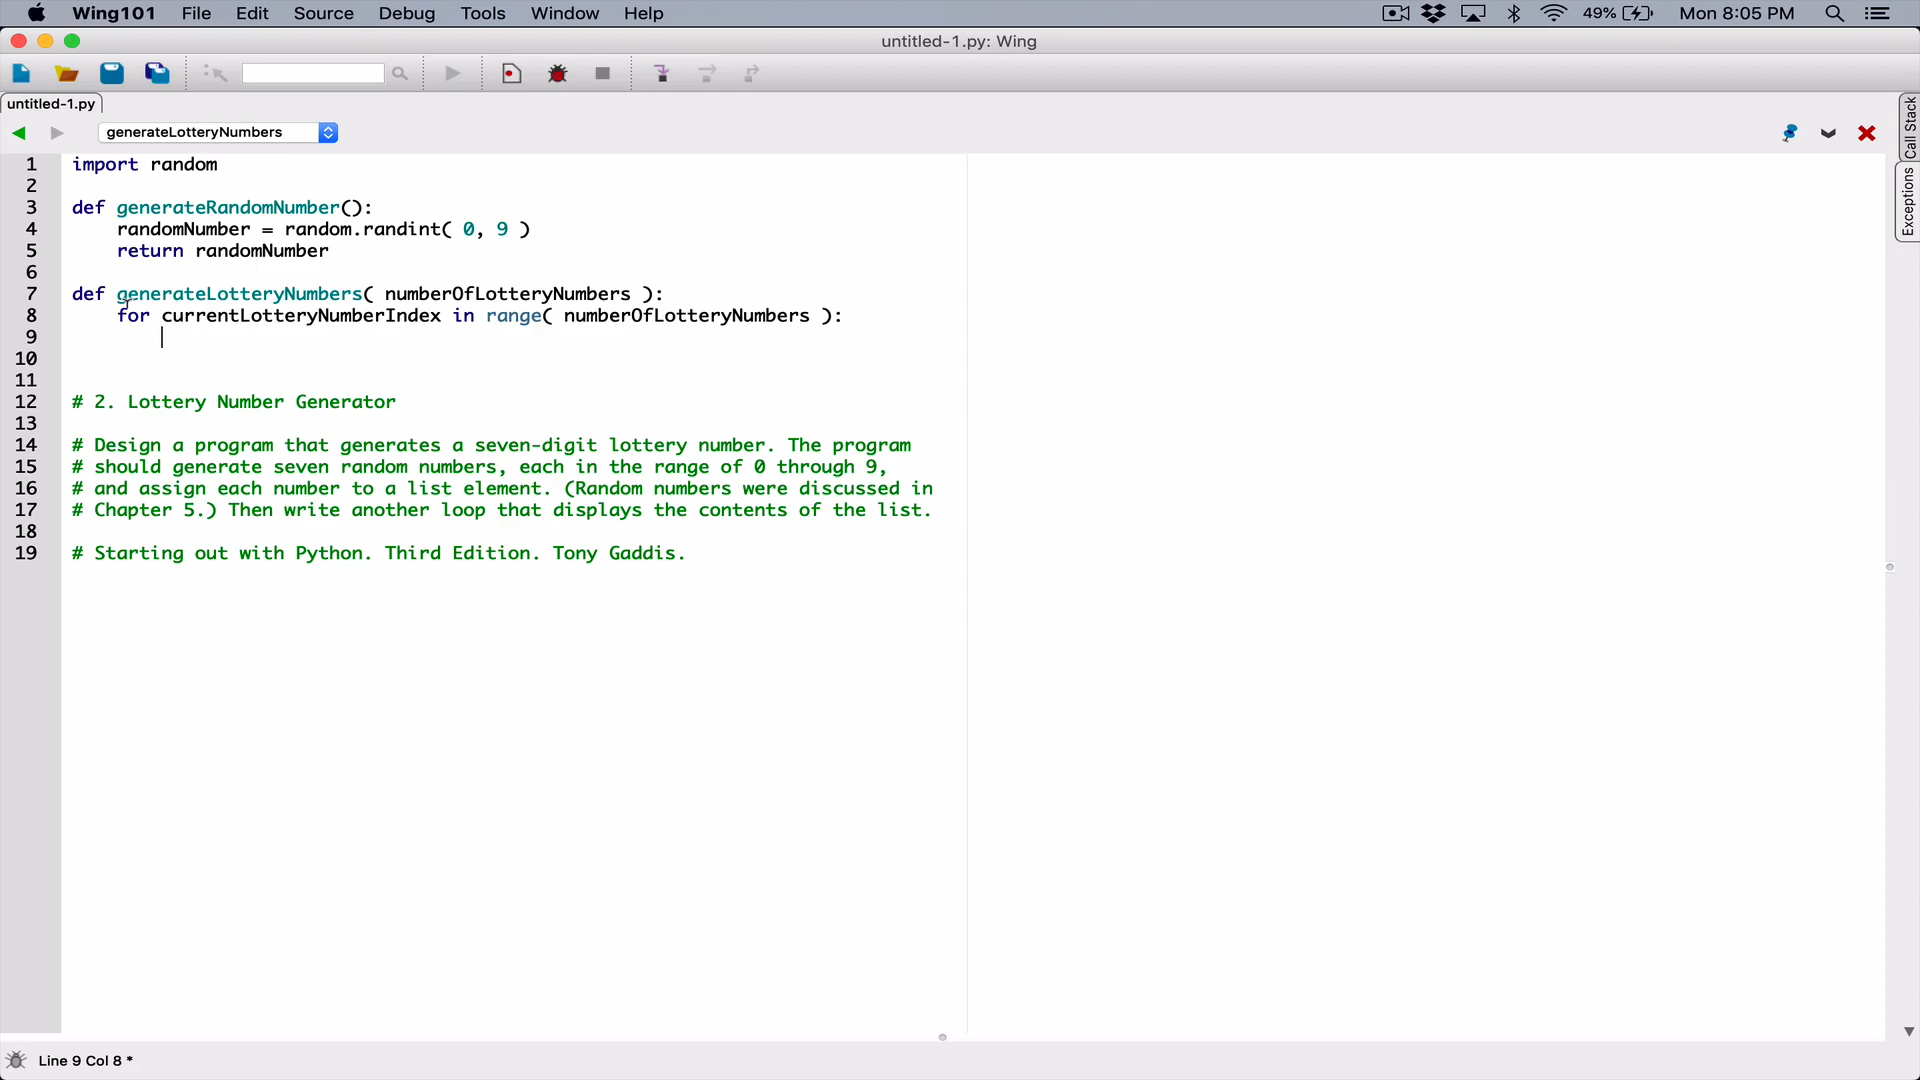 Wing101 File Edit Source Debug Tools Window Help 49% Mon 8:05 PM
untitled-1.py: Wing
untitled-1.py
generateLotteryNumbers
Call Stack
Exceptions
1 import random
2
3 def generateRandomNumber():
4 randomNumber = random.randint( 0, 9 )
5 return randomNumber
6
7 def generateLotteryNumbers( numberOfLotteryNumbers ):
8 for currentLotteryNumberIndex in range( numberOfLotteryNumbers ):
9
10
11
12 # 2. Lottery Number Generator
13
14 # Design a program that generates a seven-digit lottery number. The program
15 # should generate seven random numbers, each in the range of 0 through 9,
16 # and assign each number to a list element. (Random numbers were discussed in
17 # Chapter 5.) Then write another loop that displays the contents of the list.
18
19 # Starting out with Python. Third Edition. Tony Gaddis.
Line 9 Col 8 *